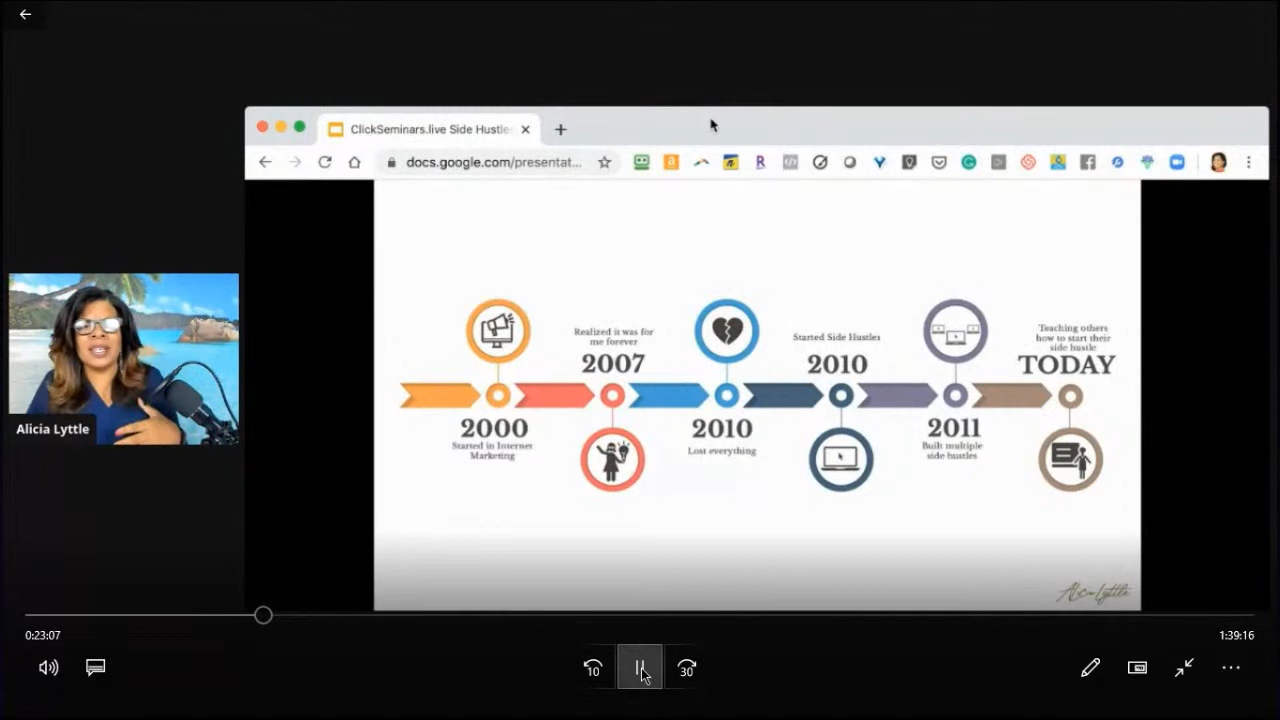 ClickSeminars.live Side Hustle
docs.google.com/presentat...
Realized it was for
me forever
2007
Started Side Hustles
2010
Teaching others
how to start their
side hustle
TODAY
2000
Started in Internet
Marketing
2010
Lost everything
2011
Built multiple
side hustles
Alicia Lyttle
Alicia Lyttle
0:23:07
1:39:16
10
30